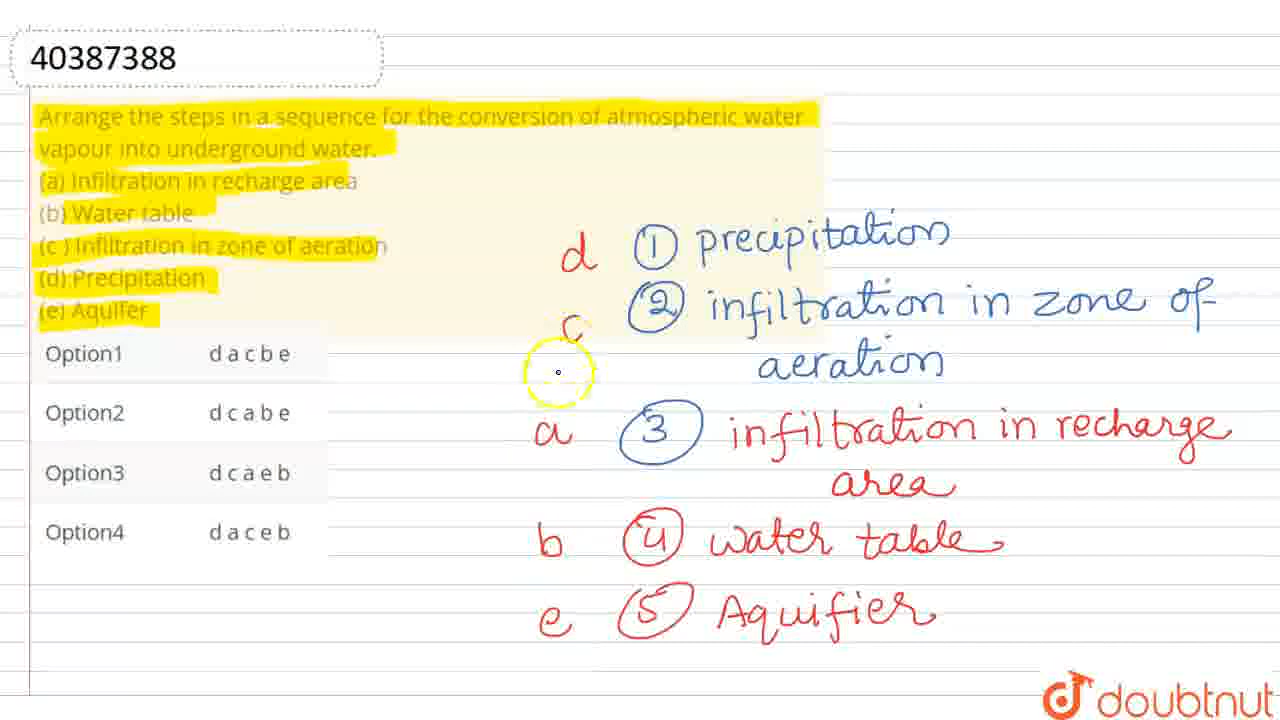 40387388
Arrange the steps in a sequence for the conversion of atmospheric water
vapour into underground water.
(a) Infiltration in recharge area
(b) Water table
(c ) Infiltration in zone of aeration
(d) Precipitation
(e) Aquifer
Option1 d a c b e
Option2 d c a b e
Option3 d c a e b
Option4 d a c e b
d 1 precipitation
c 2 infiltration in zone of
aeration
a 3 infiltration in recharge
area
b 4 water table
e 5 Aquifier
doubtnut